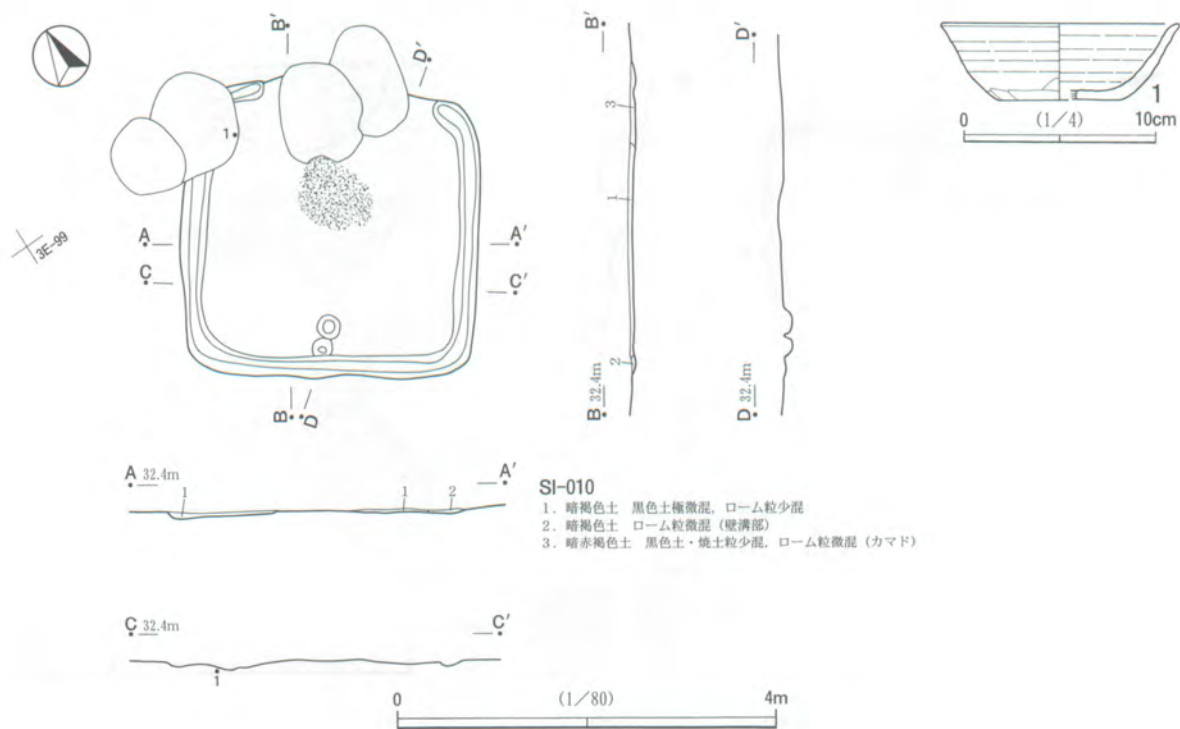 B′
D′
1
A
A′
C
C′
3E-99
B
D
B′
3
1
2
B 32.4m
D′
D 32.4m
1
0 (1/4) 10cm
A 32.4m
A′
1
1
2
SI-010
1. 暗褐色土 黒色土極微混, ローム粒少混
2. 暗褐色土 ローム粒微混 (壁溝部)
3. 暗赤褐色土 黒色土・焼土粒少混, ローム粒微混 (カマド)
C 32.4m
C′
1
0 (1/80) 4m